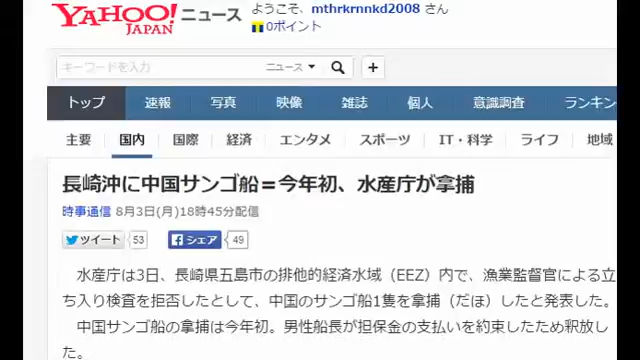 YAHOO! JAPAN ニュース
ようこそ、mthrkrnnkd2008 さん
0ポイント
キーワードを入力 ニュース +
トップ 速報 写真 映像 雑誌 個人 意識調査 ランキン
主要 国内 国際 経済 エンタメ スポーツ IT・科学 ライフ 地域
長崎沖に中国サンゴ船＝今年初、水産庁が拿捕
時事通信 8月3日(月)18時45分配信
ツイート 53 シェア 49
水産庁は3日、長崎県五島市の排他的経済水域（EEZ）内で、漁業監督官による立
ち入り検査を拒否したとして、中国のサンゴ船1隻を拿捕（だほ）したと発表した。
中国サンゴ船の拿捕は今年初。男性船長が担保金の支払いを約束したため釈放し
た。